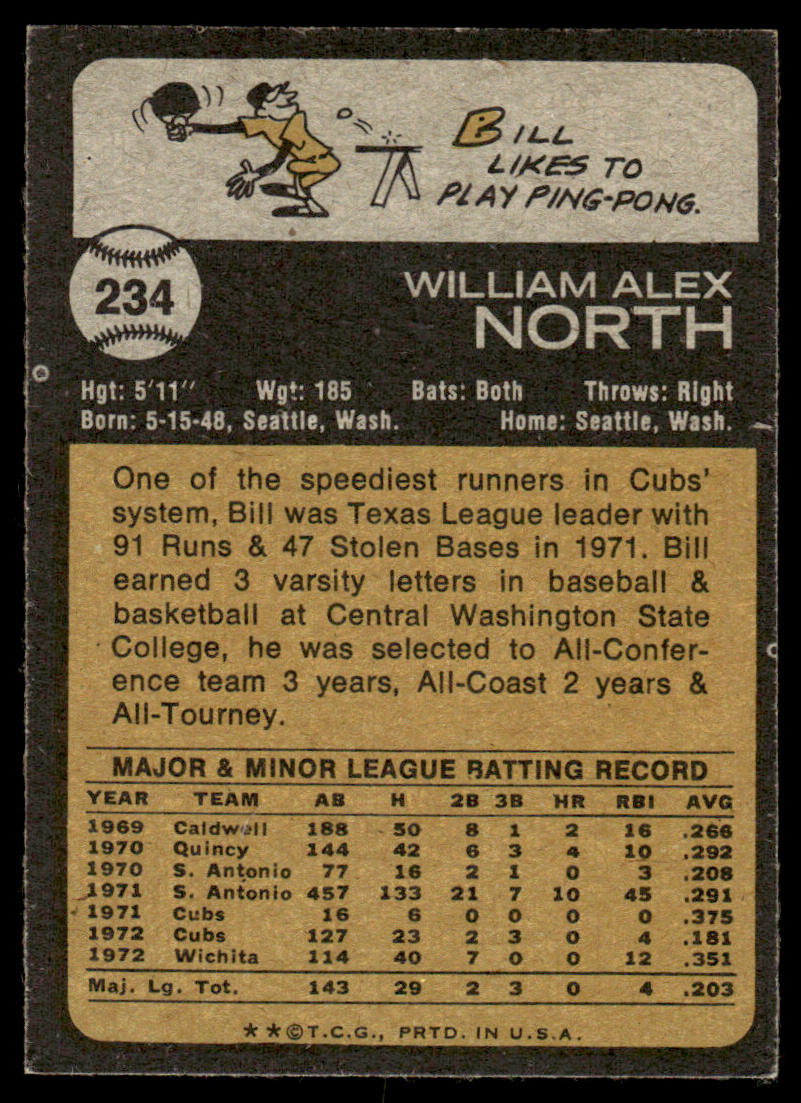 BILL
LIKES TO
PLAY PING-PONG.
234
WILLIAM ALEX
NORTH
Hgt: 5'11" Wgt: 185 Bats: Both Throws: Right
Born: 5-15-48, Seattle, Wash. Home: Seattle, Wash.
One of the speediest runners in Cubs'
system, Bill was Texas League leader with
91 Runs & 47 Stolen Bases in 1971. Bill
earned 3 varsity letters in baseball &
basketball at Central Washington State
College, he was selected to All-Confer-
ence team 3 years, All-Coast 2 years &
All-Tourney.
MAJOR & MINOR LEAGUE BATTING RECORD
YEAR TEAM AB H 2B 3B HR RBI AVG
1969 Caldwell 188 50 8 1 2 16 .266
1970 Quincy 144 42 6 3 4 10 .292
1970 S. Antonio 77 16 2 1 0 3 .208
1971 S. Antonio 457 133 21 7 10 45 .291
1971 Cubs 16 6 0 0 0 0 .375
1972 Cubs 127 23 2 3 0 4 .181
1972 Wichita 114 40 7 0 0 12 .351
Maj. Lg. Tot. 143 29 2 3 0 4 .203
**©T.C.G., PRTD. IN U.S.A.